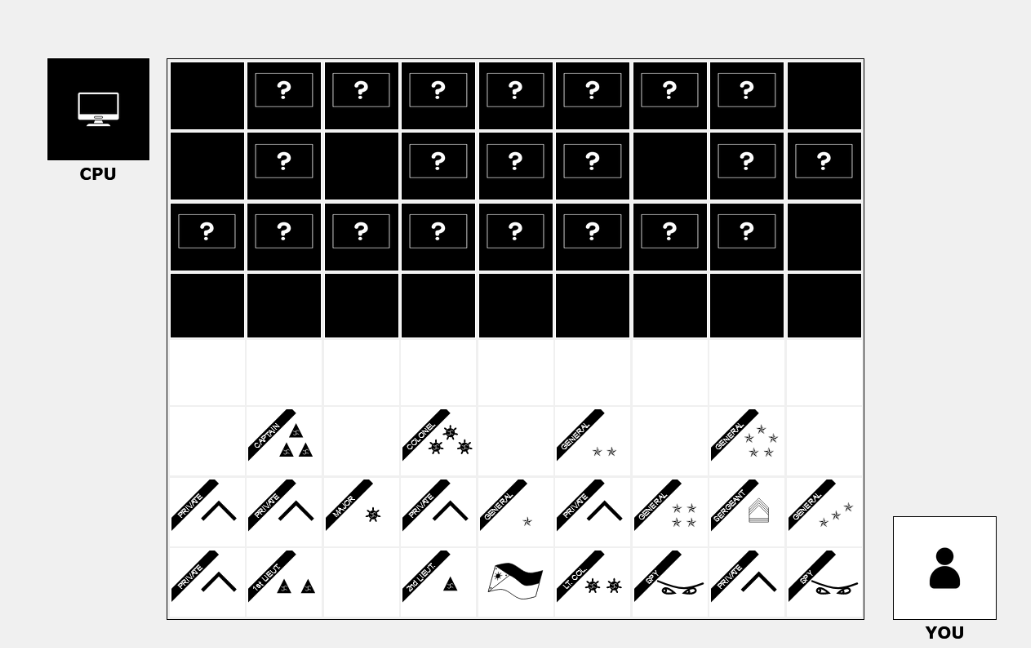 ? ? ? ? ? ? ?
CPU
? ? ? ? ? ?
? ? ? ? ? ? ? ?
CAPTAIN COLONEL GENERAL GENERAL
PRIVATE PRIVATE MAJOR PRIVATE GENERAL PRIVATE GENERAL SERGEANT GENERAL
PRIVATE 1st LIEUT. 2nd LIEUT. LT. COL. SPY PRIVATE SPY
YOU